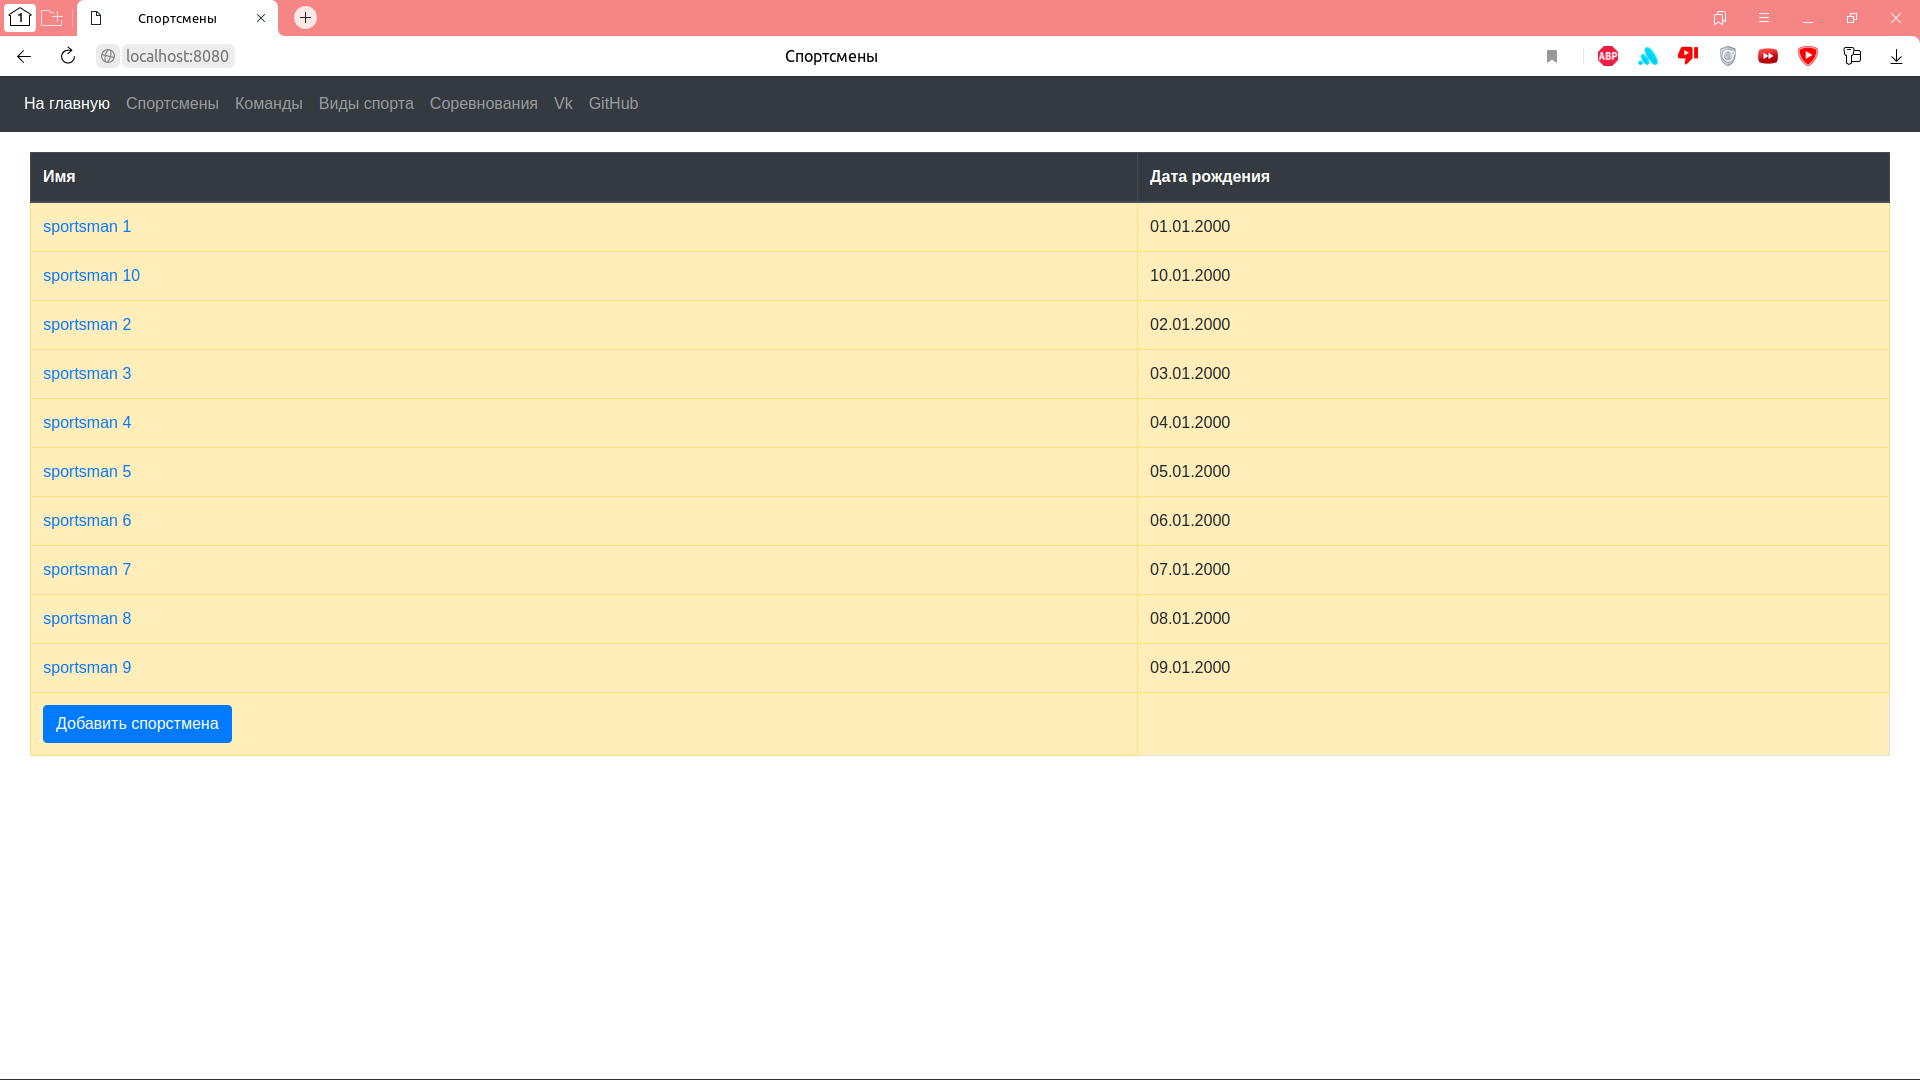 1 Спортсмены
localhost:8080 Спортсмены ABP
На главную Спортсмены Команды Виды спорта Соревнования Vk GitHub
Имя Дата рождения
sportsman 1 01.01.2000
sportsman 10 10.01.2000
sportsman 2 02.01.2000
sportsman 3 03.01.2000
sportsman 4 04.01.2000
sportsman 5 05.01.2000
sportsman 6 06.01.2000
sportsman 7 07.01.2000
sportsman 8 08.01.2000
sportsman 9 09.01.2000
Добавить спорстмена